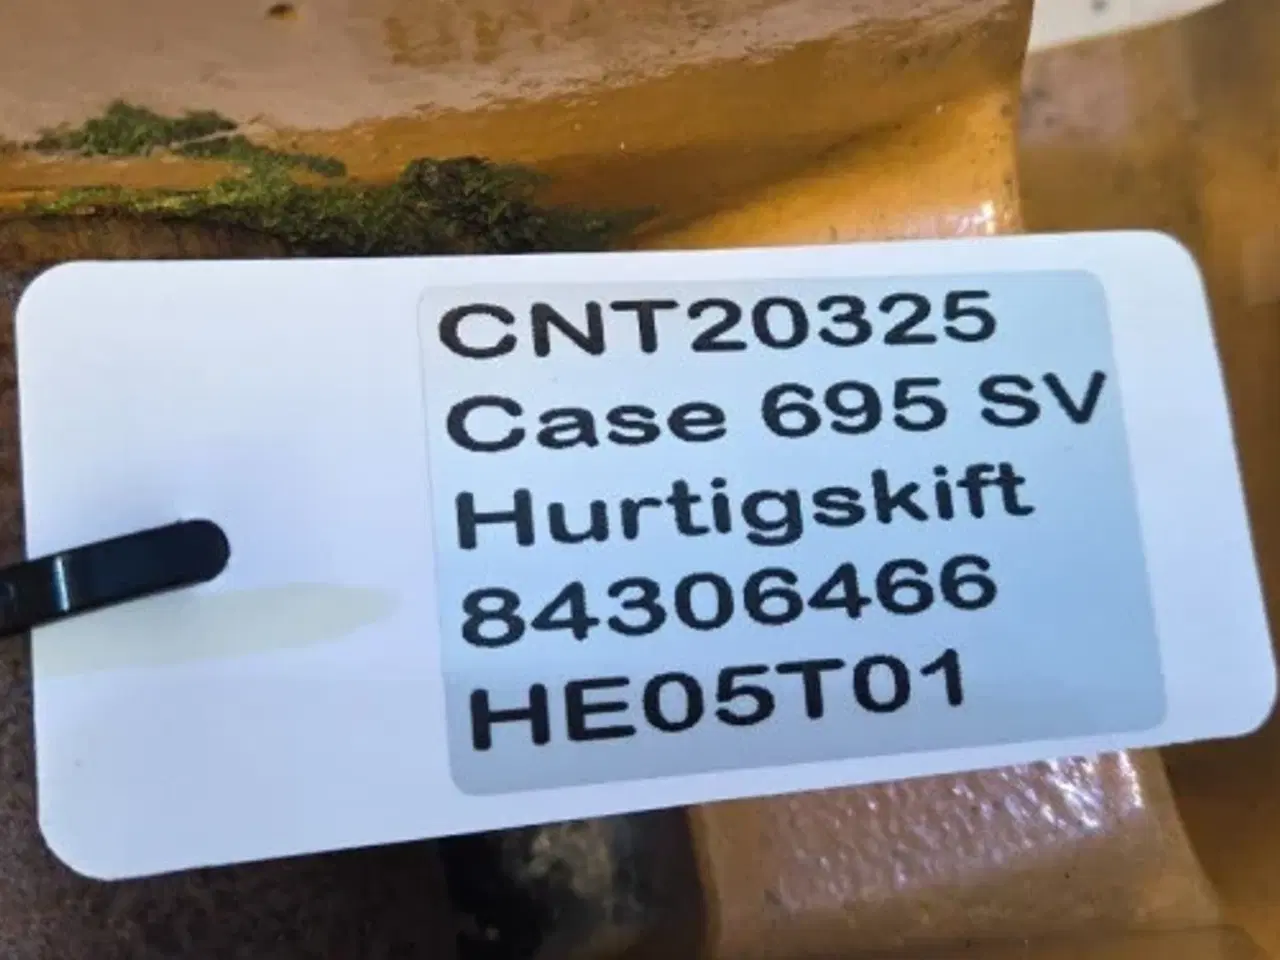 CNT20325
Case 695 SV
Hurtigskift
84306466
HE05T01